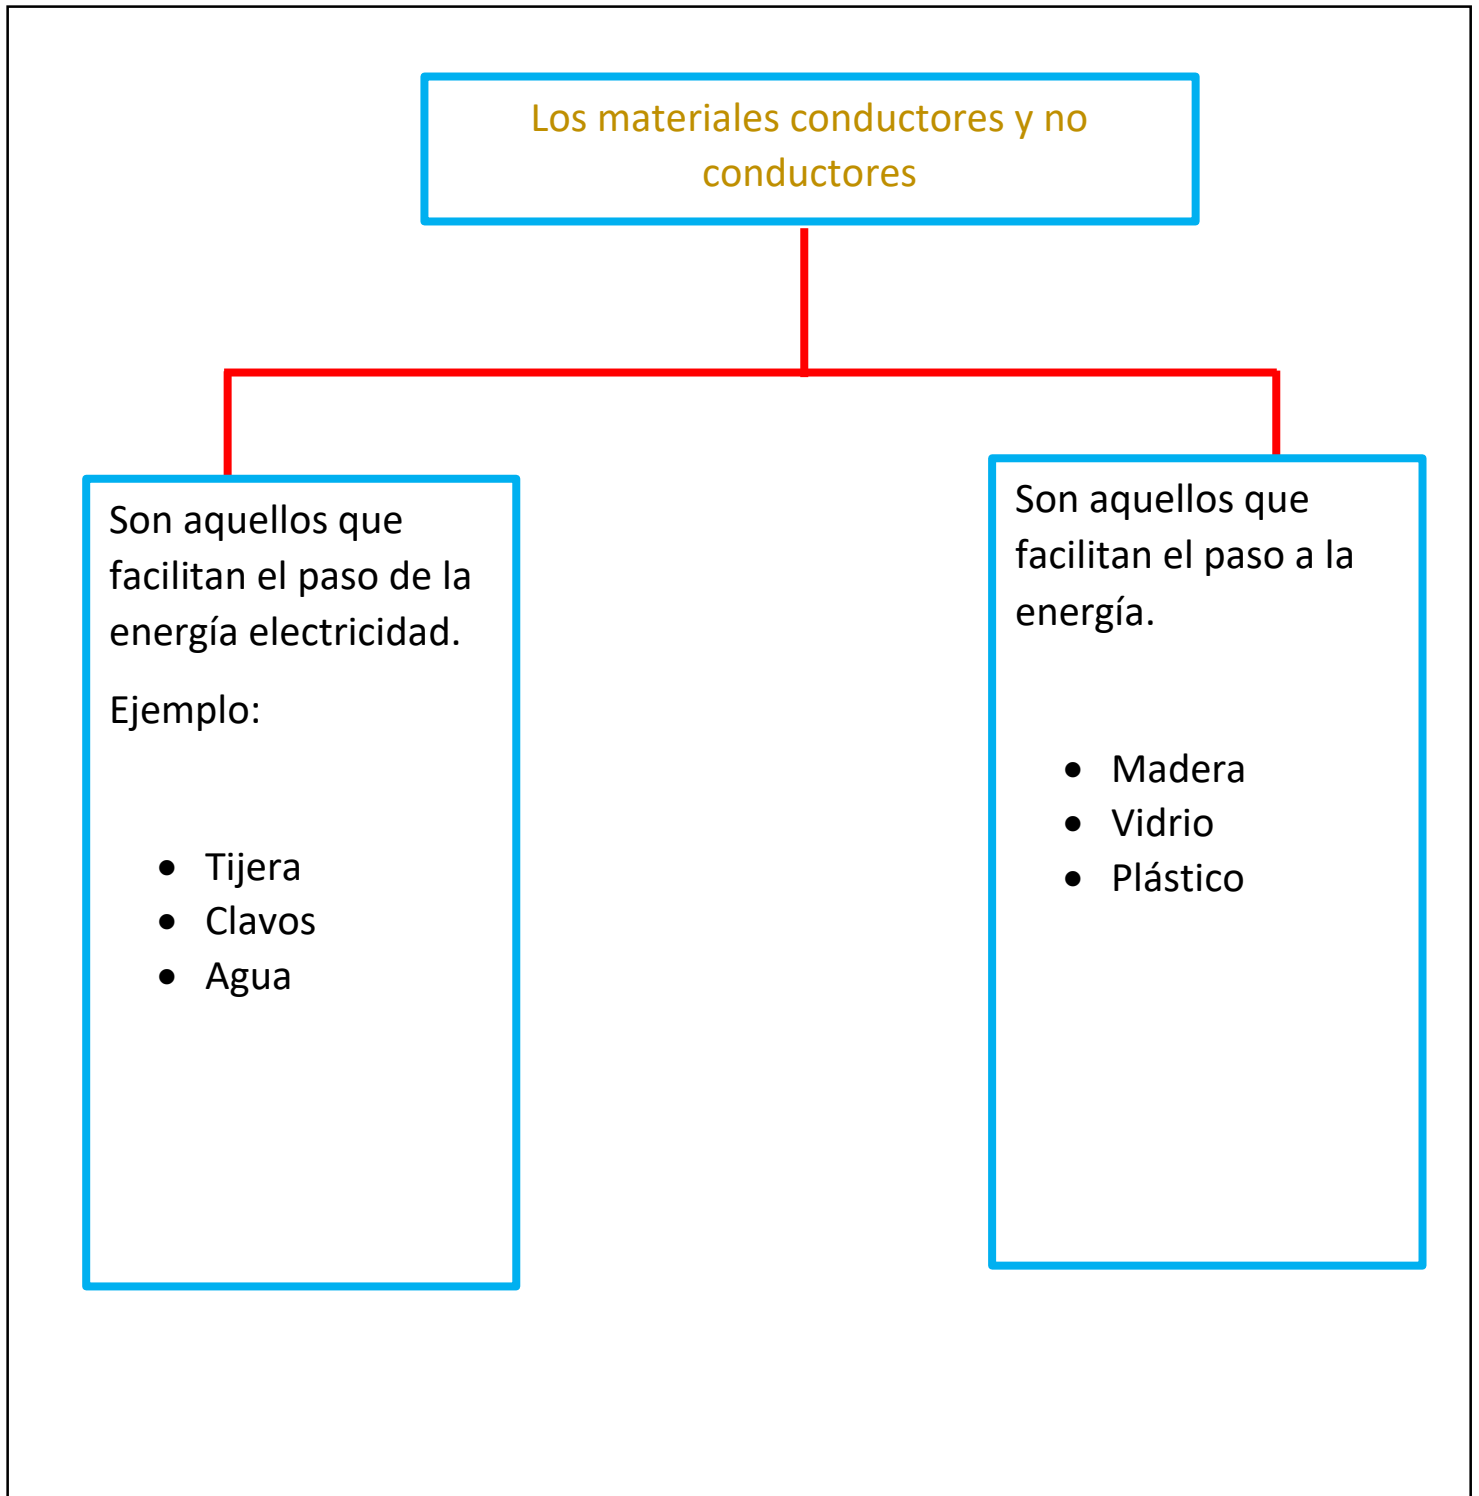 Los materiales conductores y no
conductores
Son aquellos que
facilitan el paso de la
energía electricidad.
Ejemplo:
• Tijera
• Clavos
• Agua
Son aquellos que
facilitan el paso a la
energía.
• Madera
• Vidrio
• Plástico